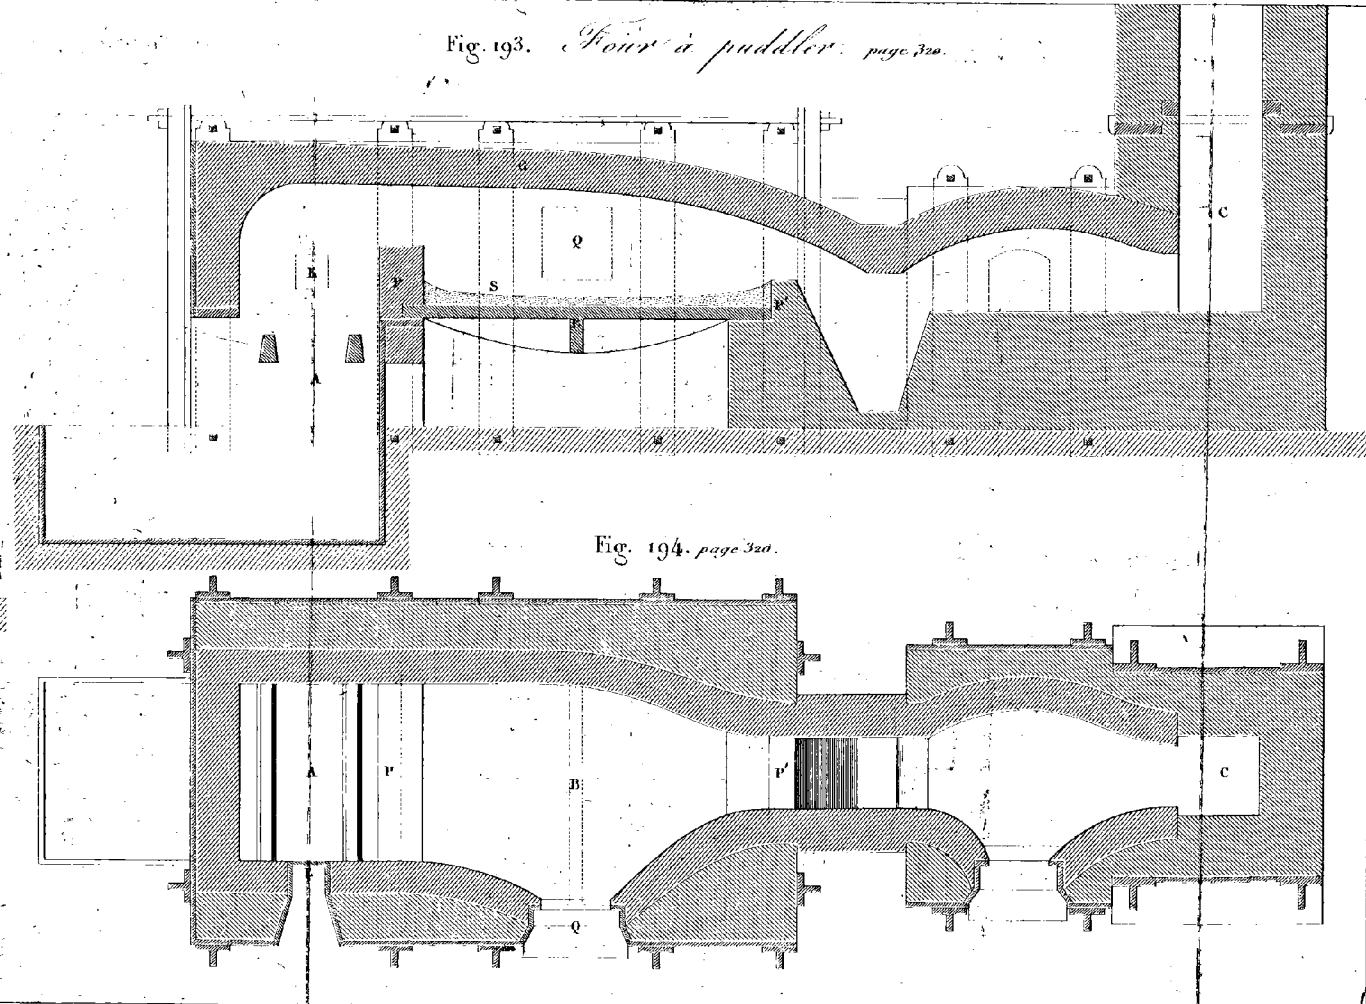 Fig. 193. Four à puddler. page 320.
G
C
Q
K
P
S
P'
R
A
Fig. 194. page 320.
A
P
B
P'
C
Q